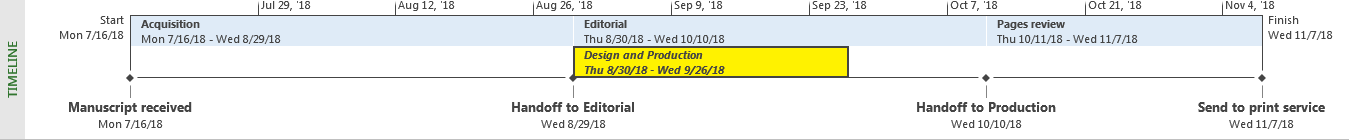 TIMELINE
Jul 29, '18 Aug 12, '18 Aug 26, '18 Sep 9, '18 Sep 23, '18 Oct 7, '18 Oct 21, '18 Nov 4, '18
Start
Mon 7/16/18
Acquisition
Mon 7/16/18 - Wed 8/29/18
Editorial
Thu 8/30/18 - Wed 10/10/18
Pages review
Thu 10/11/18 - Wed 11/7/18
Finish
Wed 11/7/18
Design and Production
Thu 8/30/18 - Wed 9/26/18
Manuscript received
Mon 7/16/18
Handoff to Editorial
Wed 8/29/18
Handoff to Production
Wed 10/10/18
Send to print service
Wed 11/7/18